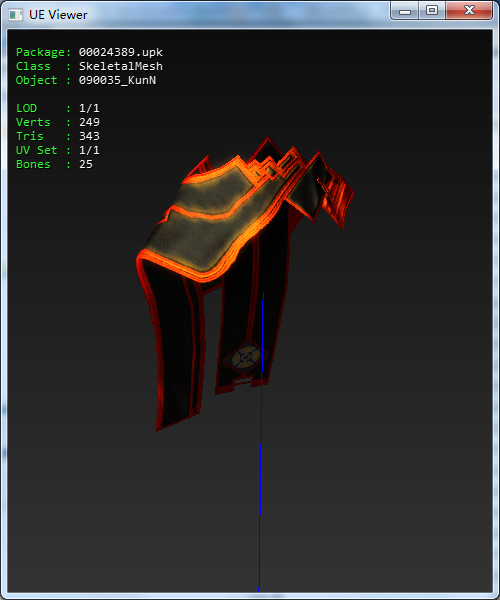 UE Viewer
Package: 00024389.upk
Class : SkeletalMesh
Object : 090035_KunN
LOD : 1/1
Verts : 249
Tris : 343
UV Set : 1/1
Bones : 25